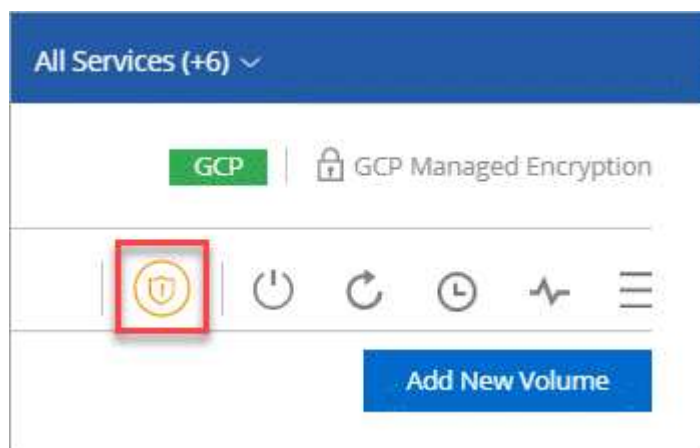 All Services (+6)
GCP
GCP Managed Encryption
Add New Volume